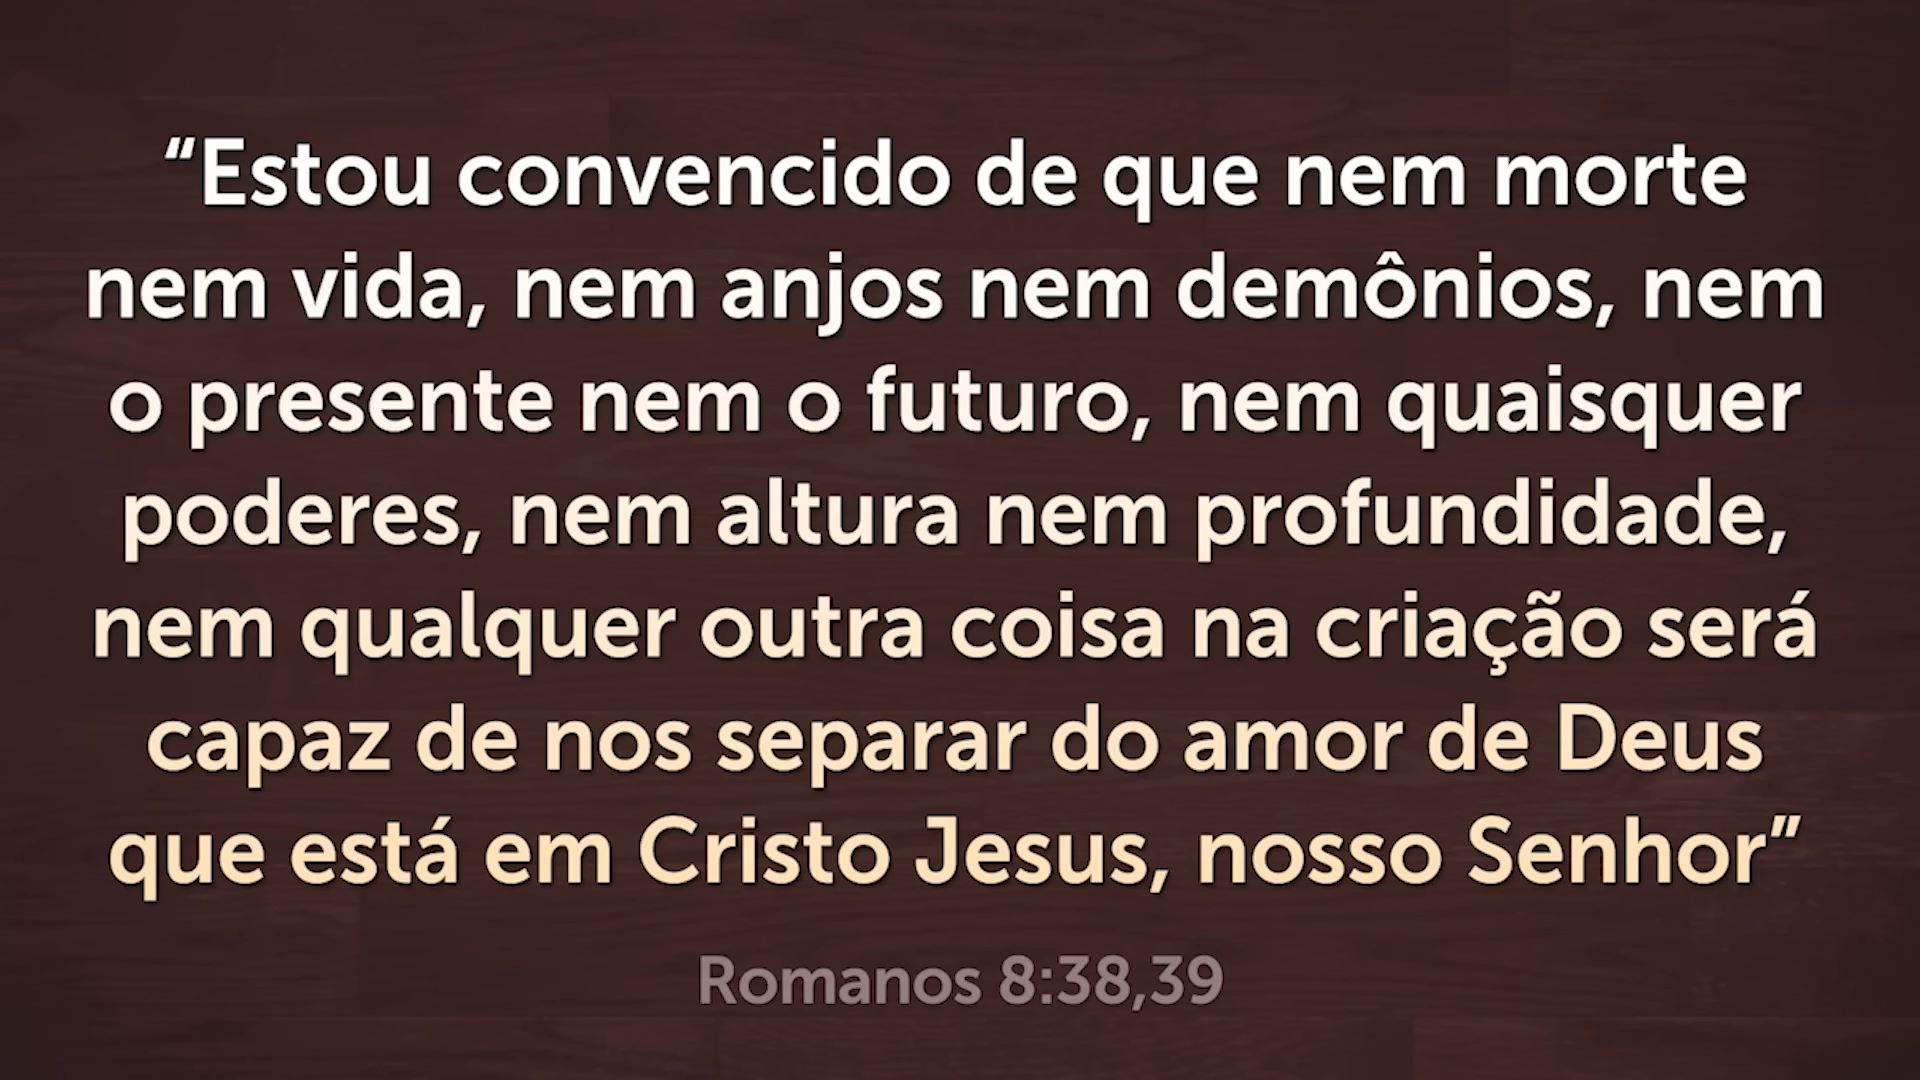 “Estou convencido de que nem morte
nem vida, nem anjos nem demônios, nem
o presente nem o futuro, nem quaisquer
poderes, nem altura nem profundidade,
nem qualquer outra coisa na criação será
capaz de nos separar do amor de Deus
que está em Cristo Jesus, nosso Senhor”
Romanos 8:38,39